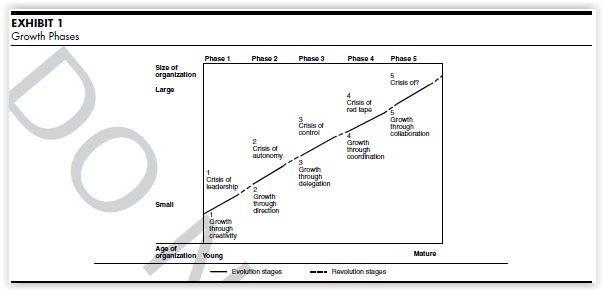 EXHIBIT 1
Growth Phases
Phase 1 Phase 2 Phase 3 Phase 4 Phase 5
Size of
organization
Large
5
Crisis of?
4
Crisis of
red tape
5
Growth
through
collaboration
3
Crisis of
control
4
Growth
through
coordination
2
Crisis of
autonomy
3
Growth
through
delegation
1
Crisis of
leadership
2
Growth
through
direction
Small
1
Growth
through
creativity
Age of
organization Young Mature
Evolution stages Revolution stages
DO N